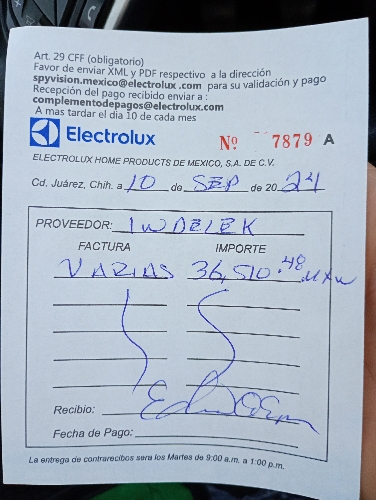 Art. 29 CFF (obligatorio)
Favor de enviar XML y PDF respectivo a la dirección
spyvision.mexico@electrolux.com para su validación y pago
Recepción del pago recibido enviar a :
complementodepagos@electrolux.com
A mas tardar el día 10 de cada mes
Electrolux
Nº 7879 A
ELECTROLUX HOME PRODUCTS DE MEXICO, S.A. DE C.V.
Cd. Juárez, Chih. a 10 de SEP de 20 24
PROVEEDOR: INDELEK
FACTURA IMPORTE
VARIAS 36,510.48 MXN
Recibio:
Fecha de Pago:
La entrega de contrarecibos sera los Martes de 9:00 a.m. a 1:00 p.m.